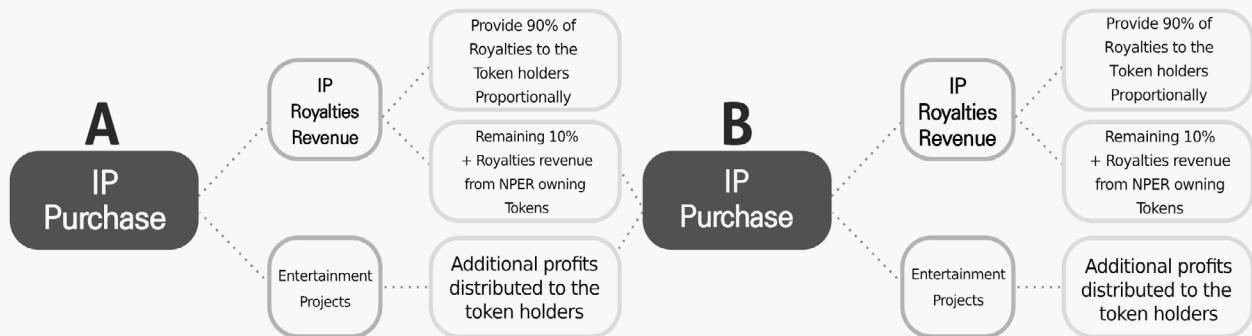 A
IP
Purchase
IP
Royalties
Revenue
Provide 90% of
Royalties to the
Token holders
Proportionally
Remaining 10%
+ Royalties revenue
from NPER owning
Tokens
Entertainment
Projects
Additional profits
distributed to the
token holders
B
IP
Purchase
IP
Royalties
Revenue
Provide 90% of
Royalties to the
Token holders
Proportionally
Remaining 10%
+ Royalties revenue
from NPER owning
Tokens
Entertainment
Projects
Additional profits
distributed to the
token holders